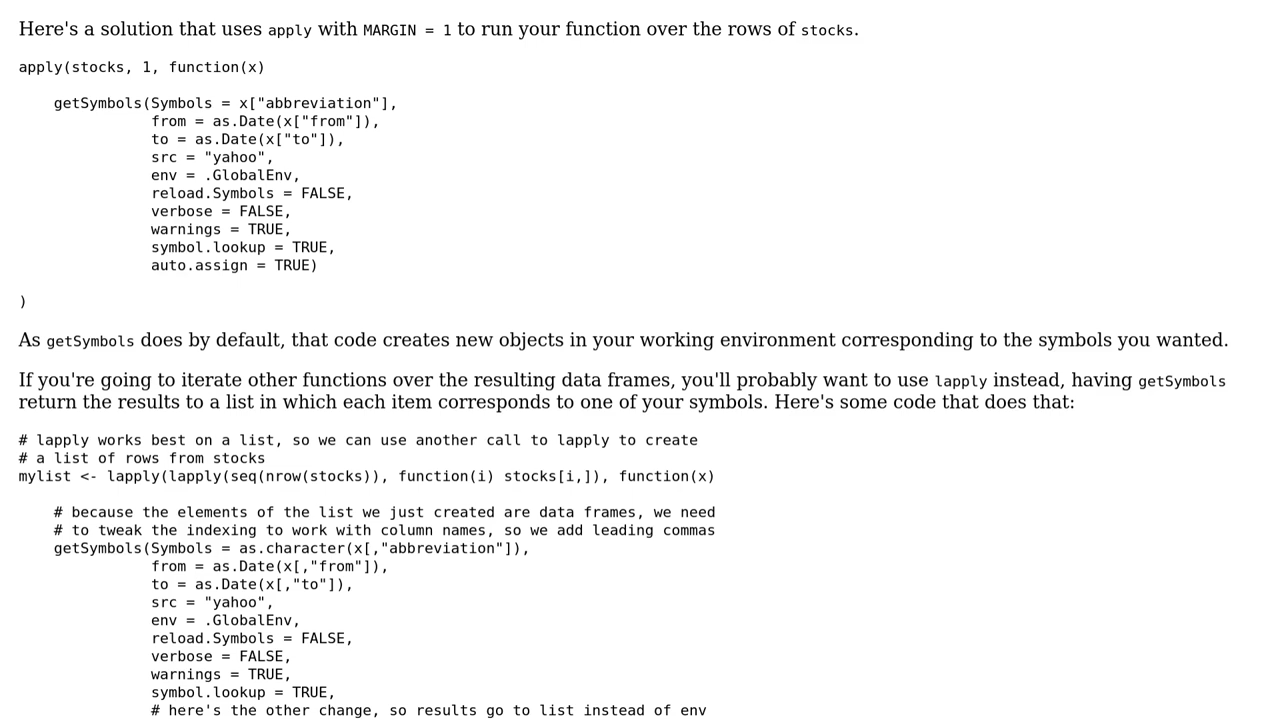 Here's a solution that uses apply with MARGIN = 1 to run your function over the rows of stocks.
apply(stocks, 1, function(x)
    getSymbols(Symbols = x["abbreviation"],
               from = as.Date(x["from"]),
               to = as.Date(x["to"]),
               src = "yahoo",
               env = .GlobalEnv,
               reload.Symbols = FALSE,
               verbose = FALSE,
               warnings = TRUE,
               symbol.lookup = TRUE,
               auto.assign = TRUE)
)
As getSymbols does by default, that code creates new objects in your working environment corresponding to the symbols you wanted.
If you're going to iterate other functions over the resulting data frames, you'll probably want to use lapply instead, having getSymbols
return the results to a list in which each item corresponds to one of your symbols. Here's some code that does that:
# lapply works best on a list, so we can use another call to lapply to create
# a list of rows from stocks
mylist <- lapply(lapply(seq(nrow(stocks)), function(i) stocks[i,]), function(x)
    # because the elements of the list we just created are data frames, we need
    # to tweak the indexing to work with column names, so we add leading commas
    getSymbols(Symbols = as.character(x[,"abbreviation"]),
               from = as.Date(x[,"from"]),
               to = as.Date(x[,"to"]),
               src = "yahoo",
               env = .GlobalEnv,
               reload.Symbols = FALSE,
               verbose = FALSE,
               warnings = TRUE,
               symbol.lookup = TRUE,
               # here's the other change, so results go to list instead of env